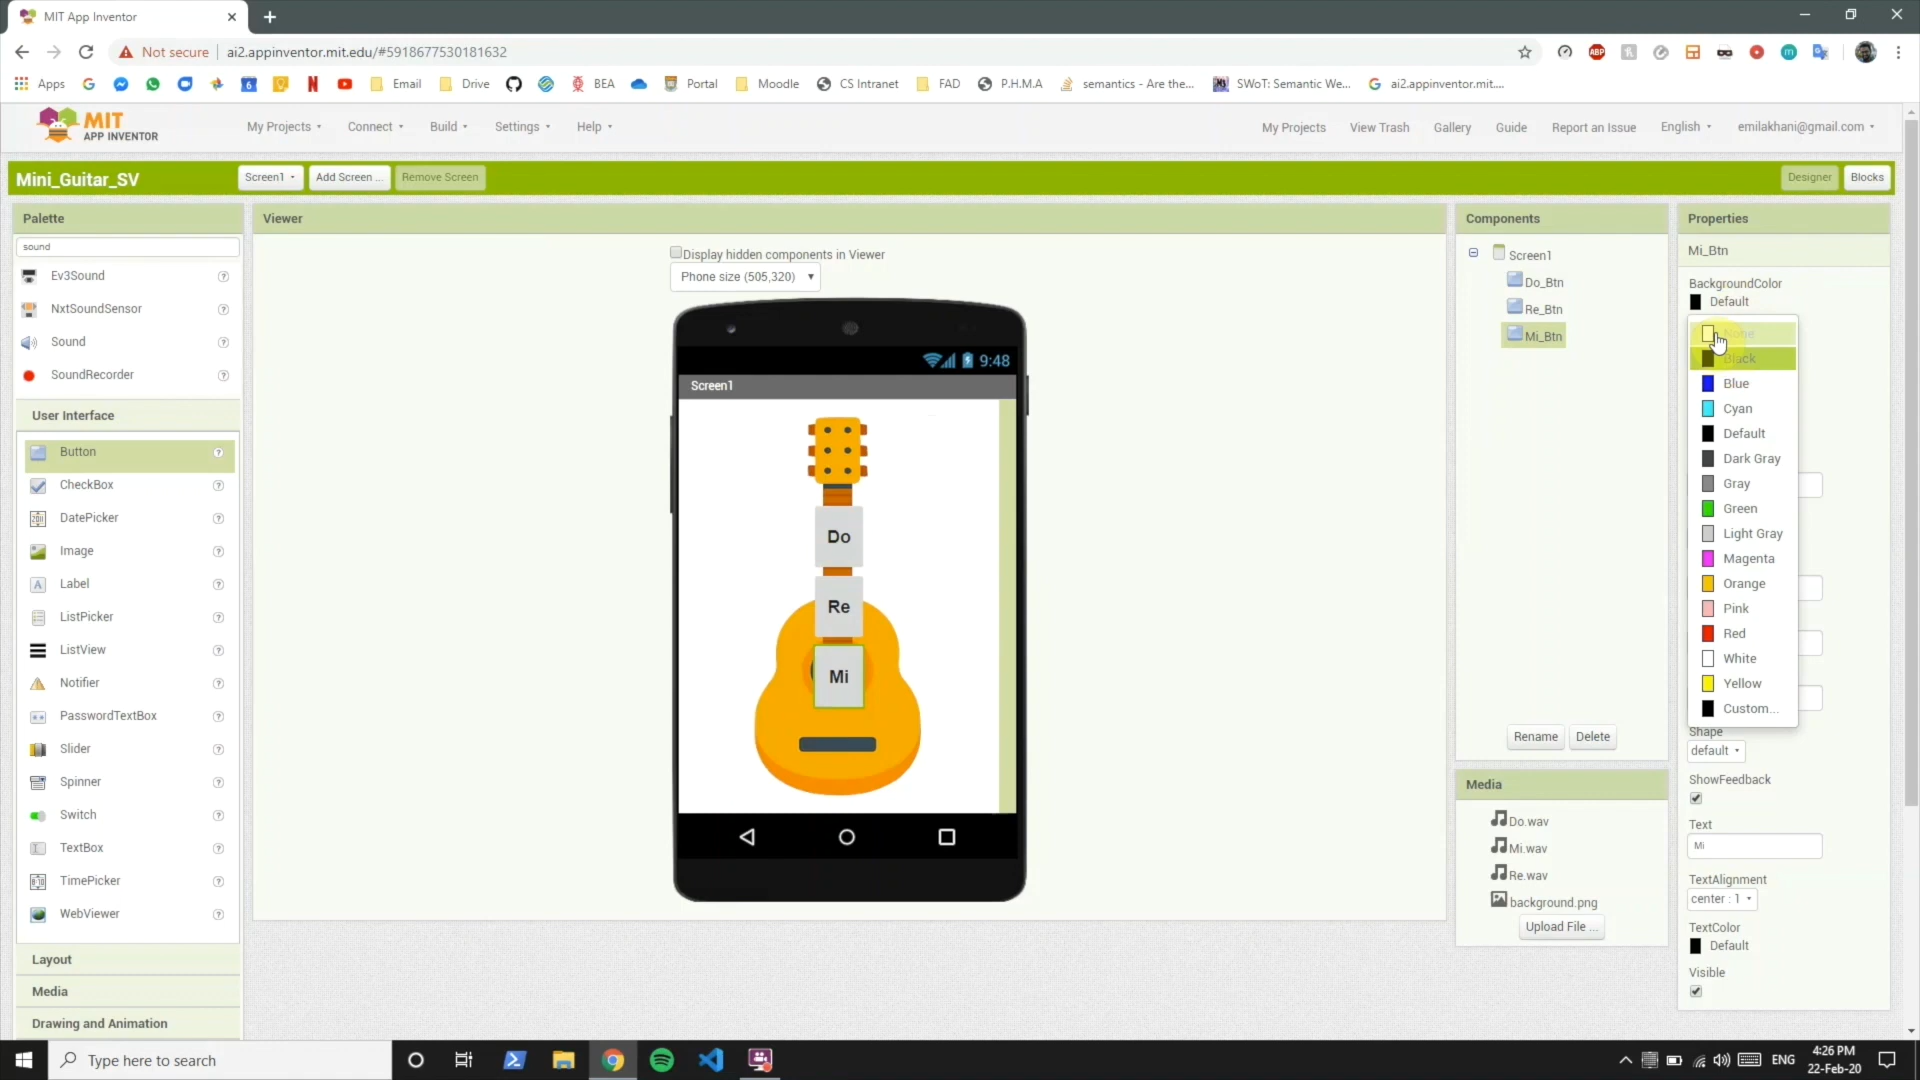 MIT App Inventor
Not secure
ai2.appinventor.mit.edu/#5918677530181632
ABP
Apps
Email
Drive
BEA
Portal
Moodle
CS Intranet
FAD
P.H.M.A
semantics - Are the...
SWoT: Semantic We...
ai2.appinventor.mit....
MIT
APP INVENTOR
My Projects
Connect
Build
Settings
Help
My Projects
View Trash
Gallery
Guide
Report an Issue
English
emilakhani@gmail.com
Mini_Guitar_SV
Screen1
Add Screen ...
Remove Screen
Designer
Blocks
Palette
sound
Ev3Sound
NxtSoundSensor
Sound
SoundRecorder
User Interface
Button
CheckBox
DatePicker
Image
Label
ListPicker
ListView
Notifier
PasswordTextBox
Slider
Spinner
Switch
TextBox
TimePicker
WebViewer
Layout
Media
Drawing and Animation
Viewer
Display hidden components in Viewer
Phone size (505,320)
9:48
Screen1
Do
Re
Mi
Components
Screen1
Do_Btn
Re_Btn
Mi_Btn
Rename
Delete
Media
Do.wav
Mi.wav
Re.wav
background.png
Upload File ...
Properties
Mi_Btn
BackgroundColor
Default
None
Black
Blue
Cyan
Default
Dark Gray
Gray
Green
Light Gray
Magenta
Orange
Pink
Red
White
Yellow
Custom...
Shape
default
ShowFeedback
Text
Mi
TextAlignment
center : 1
TextColor
Default
Visible
Type here to search
ENG
4:26 PM
22-Feb-20